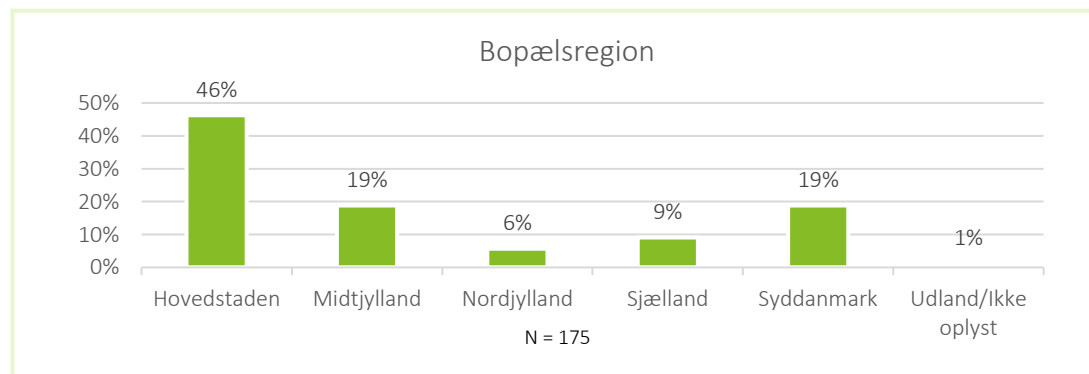 Bopælsregion
50%
40%
30%
20%
10%
0%
46%
19%
6%
9%
19%
1%
Hovedstaden
Midtjylland
Nordjylland
Sjælland
Syddanmark
Udland/Ikke
oplyst
N = 175